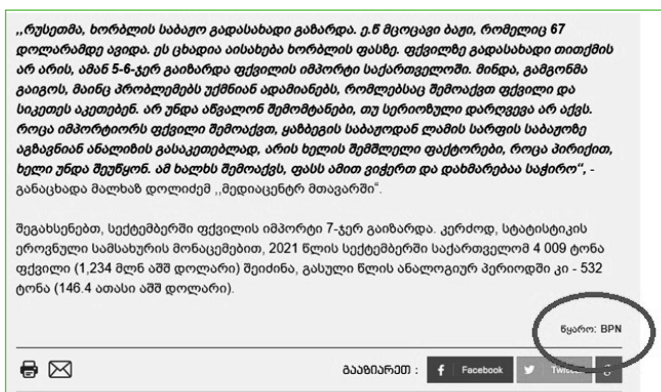 ,,რუსეთმა, ხორბლის საბაჟო გადასახადი გაზარდა. ე.წ მცოცავი ბაჟი, რომელიც 67
დოლარამდე ავიდა. ეს ცხადია აისახება ხორბლის ფასზე. ფქვილზე გადასახადი თითქმის
არ არის, ამან 5-6-ჯერ გაიზარდა ფქვილის იმპორტი საქართველოში. მინდა, გამგონმა
გაიგოს, მაინც პრობლემებს უქმნიან ადამიანებს, რომლებსაც შემოაქვთ ფქვილი და
სიკეთეს აკეთებენ. არ უნდა აწვალონ შემომტანები, თუ სერიოზული დარღვევა არ აქვს.
როცა იმპორტიორს ფქვილი შემოაქვთ, ყაზბეგის საბაჟოდან ლამის სარფის საბაჟოზე
აგზავნიან ანალიზის გასაკეთებლად, არის ხელის შემშლელი ფაქტორები, როცა პირიქით,
ხელი უნდა შეუწყონ. ამ ხალხს შემოაქვს, ფასს ამით ვიჭერთ და დახმარებაა საჭირო“, -
განაცხადა მალხაზ დოლიძემ ,,მედიაცენტრ მთავარში“.
შეგახსენებთ, სექტემბერში ფქვილის იმპორტი 7-ჯერ გაიზარდა. კერძოდ, სტატისტიკის
ეროვნული სამსახურის მონაცემებით, 2021 წლის სექტემბერში საქართველომ 4 009 ტონა
ფქვილი (1,234 მლნ აშშ დოლარი) შეიძინა, გასული წლის ანალოგიურ პერიოდში კი - 532
ტონა (146.4 ათასი აშშ დოლარი).
წყარო: BPN
გააზიარეთ : f Facebook